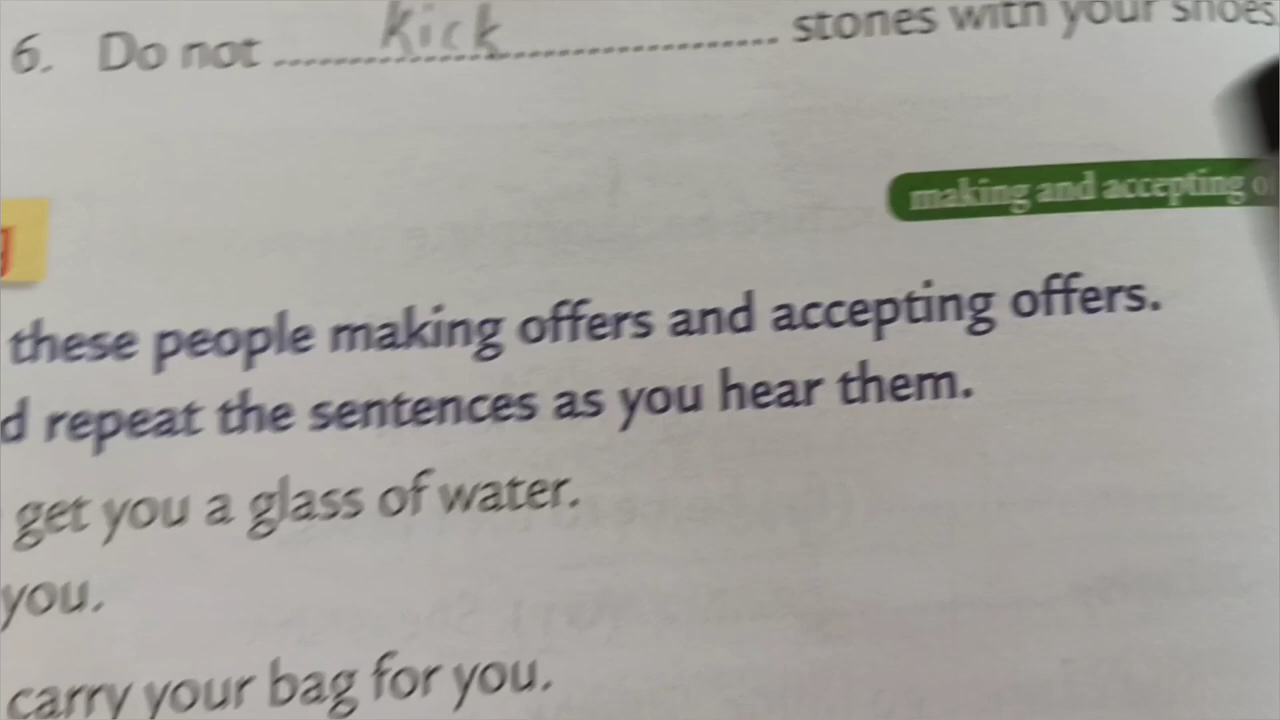 6. Do not kick stones with your shoes
making and accepting
these people making offers and accepting offers.
d repeat the sentences as you hear them.
get you a glass of water.
you.
carry your bag for you.